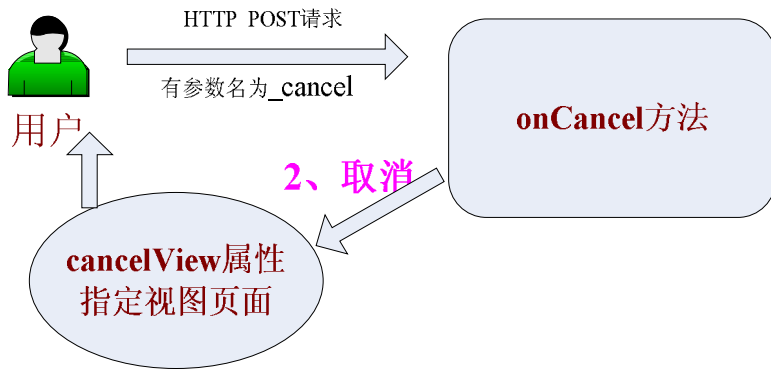 HTTP POST请求
有参数名为_cancel
用户
onCancel方法
2、取消
cancelView属性
指定视图页面